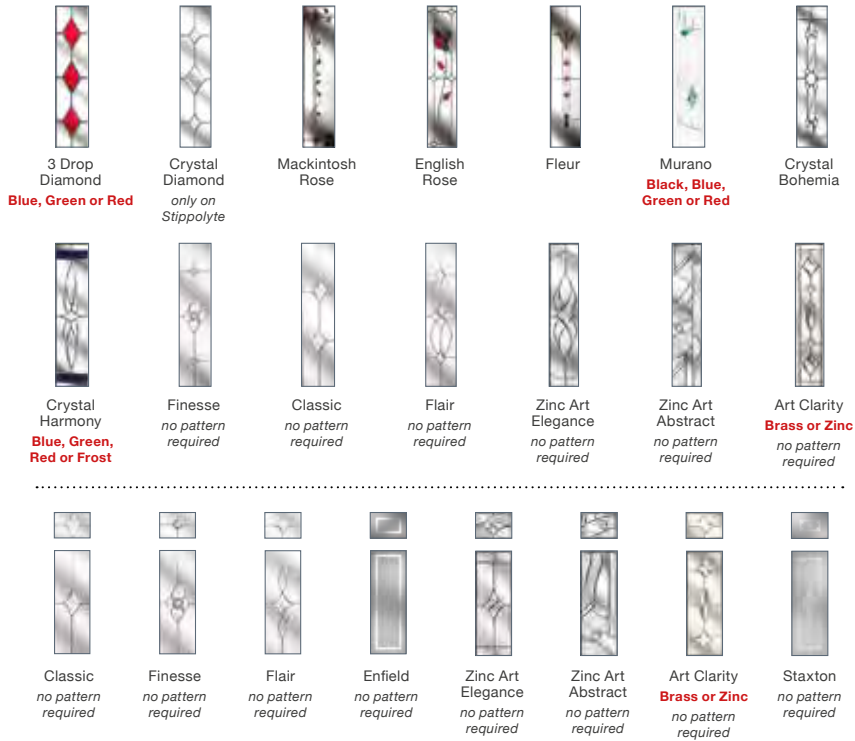 3 Drop
Diamond
Blue, Green or Red
Crystal
Diamond
only on
Stippolyte
Mackintosh
Rose
English
Rose
Fleur
Murano
Black, Blue,
Green or Red
Crystal
Bohemia
Crystal
Harmony
Blue, Green,
Red or Frost
Finesse
no pattern
required
Classic
no pattern
required
Flair
no pattern
required
Zinc Art
Elegance
no pattern
required
Zinc Art
Abstract
no pattern
required
Art Clarity
Brass or Zinc
no pattern
required
Classic
no pattern
required
Finesse
no pattern
required
Flair
no pattern
required
Enfield
no pattern
required
Zinc Art
Elegance
no pattern
required
Zinc Art
Abstract
no pattern
required
Art Clarity
Brass or Zinc
no pattern
required
Staxton
no pattern
required